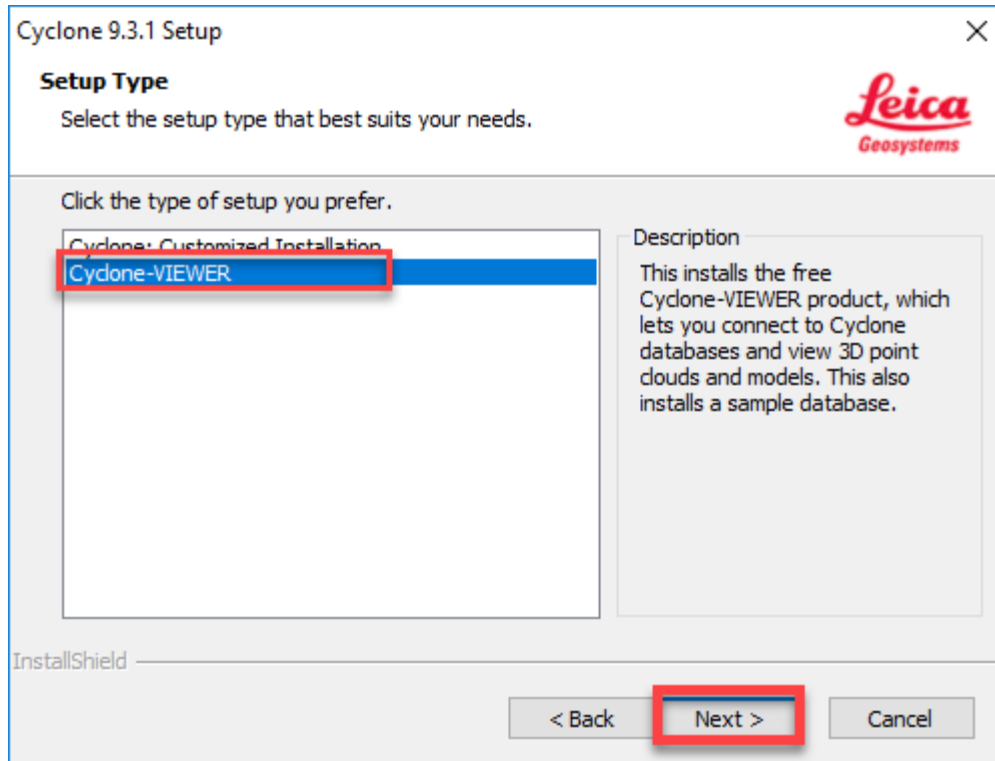 Cyclone 9.3.1 Setup
Setup Type
Select the setup type that best suits your needs.
Leica
Geosystems
Click the type of setup you prefer.
Cyclone: Customized Installation
Cyclone-VIEWER
Description
This installs the free
Cyclone-VIEWER product, which
lets you connect to Cyclone
databases and view 3D point
clouds and models. This also
installs a sample database.
InstallShield
< Back
Next >
Cancel